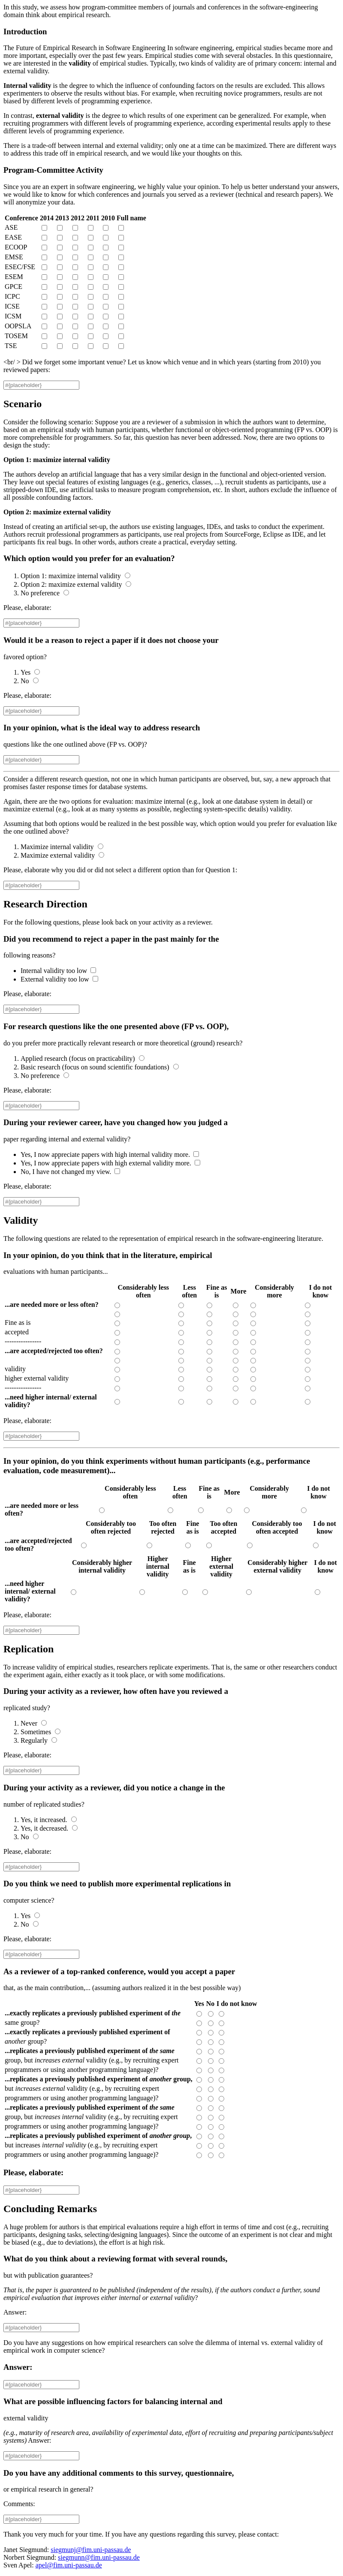 In this study, we assess how program-committee members of journals and conferences in the software-engineering
domain think about empirical research.
Introduction
The Future of Empirical Research in Software Engineering In software engineering, empirical studies became more and
more important, especially over the past few years. Empirical studies come with several obstacles. In this questionnaire,
we are interested in the validity of empirical studies. Typically, two kinds of validity are of primary concern: internal and
external validity.
Internal validity is the degree to which the influence of confounding factors on the results are excluded. This allows
experimenters to observe the results without bias. For example, when recruiting novice programmers, results are not
biased by different levels of programming experience.
In contrast, external validity is the degree to which results of one experiment can be generalized. For example, when
recruiting programmers with different levels of programming experience, the according experimental results apply to these
different levels of programming experience.
There is a trade-off between internal and external validity; only one at a time can be maximized. There are different ways
to address this trade off in empirical research, and we would like your thoughts on this.
Program-Committee Activity
Since you are an expert in software engineering, we highly value your opinion. To help us better understand your answers,
we would like to know for which conferences and journals you served as a reviewer (technical papers and research papers). We
will anonymize your data.
Conference 2014 2013 2012 2011 2010 Full name
ASE
EASE
ECOOP
EMSE
ESEC/FSE
ESEM
GPCE
ICPC
ICSE
ICSM
OOPSLA
TOSEM
TSE
<br/ > Did we forget some important venue? Let us know which venue and in which years (starting from 2010) you
reviewed papers:
#{placeholder}
Scenario
Consider the following scenario: Suppose you are a reviewer of a submission in which the authors want to determine,
based on an empirical study with human participants, whether functional or object-oriented programming (FP vs. OOP) is
more comprehensible for programmers. So far, this question has not been addressed. Now, there are two options to
design the study:
Option 1: maximize internal validity
The authors develop an artificial language that has a very similar design in the functional and object-oriented version.
They leave out special features of existing languages (e.g., generics, classes, ...), recruit students as participants, use a
stripped-down IDE, use artificial tasks to measure program comprehension, etc. In short, authors exclude the influence of
all possible confounding factors.
Option 2: maximize external validity
Instead of creating an artificial set-up, the authors use existing languages, IDEs, and tasks to conduct the experiment.
Authors recruit professional programmers as participants, use real projects from SourceForge, Eclipse as IDE, and let
participants fix real bugs. In other words, authors create a practical, everyday setting.
Which option would you prefer for an evaluation?
1. Option 1: maximize internal validity
2. Option 2: maximize external validity
3. No preference
Please, elaborate:
#{placeholder}
Would it be a reason to reject a paper if it does not choose your
favored option?
1. Yes
2. No
Please, elaborate:
#{placeholder}
In your opinion, what is the ideal way to address research
questions like the one outlined above (FP vs. OOP)?
#{placeholder}
Consider a different research question, not one in which human participants are observed, but, say, a new approach that
promises faster response times for database systems.
Again, there are the two options for evaluation: maximize internal (e.g., look at one database system in detail) or
maximize external (e.g., look at as many systems as possible, neglecting system-specific details) validity.
Assuming that both options would be realized in the best possible way, which option would you prefer for evaluation like
the one outlined above?
1. Maximize internal validity
2. Maximize external validity
Please, elaborate why you did or did not select a different option than for Question 1:
#{placeholder}
Research Direction
For the following questions, please look back on your activity as a reviewer.
Did you recommend to reject a paper in the past mainly for the
following reasons?
Internal validity too low
External validity too low
Please, elaborate:
#{placeholder}
For research questions like the one presented above (FP vs. OOP),
do you prefer more practically relevant research or more theoretical (ground) research?
1. Applied research (focus on practicability)
2. Basic research (focus on sound scientific foundations)
3. No preference
Please, elaborate:
#{placeholder}
During your reviewer career, have you changed how you judged a
paper regarding internal and external validity?
Yes, I now appreciate papers with high internal validity more.
Yes, I now appreciate papers with high external validity more.
No, I have not changed my view.
Please, elaborate:
#{placeholder}
Validity
The following questions are related to the representation of empirical research in the following scenarios.
In your opinion, do you think that in the literature, empirical
evaluations with human participants...
Considerably less often Less often Fine as is More Considerably more I do not know
...are needed more or less often?
Fine as is
accepted
----------------
...are accepted/rejected too often?
validity
higher external validity
----------------
...need higher internal/ external validity?
Please, elaborate:
#{placeholder}
In your opinion, do you think experiments without human participants (e.g., performance
evaluation, code measurement)...
Considerably less often Less often Fine as is More Considerably more I do not know
...are needed more or less often?
Considerably too often rejected Too often rejected Fine as is Too often accepted Considerably too often accepted I do not know
...are accepted/rejected too often?
Considerably higher internal validity Higher internal validity Fine as is Higher external validity Considerably higher external validity I do not know
...need higher internal/ external validity?
Please, elaborate:
#{placeholder}
Replication
To increase validity of empirical studies, researchers replicate experiments. That is, the same or other researchers conduct
the experiment again, either exactly as it took place, or with some modifications.
During your activity as a reviewer, how often have you reviewed a
replicated study?
1. Never
2. Sometimes
3. Regularly
Please, elaborate:
#{placeholder}
During your activity as a reviewer, did you notice a change in the
number of replicated studies?
1. Yes, it increased.
2. Yes, it decreased.
3. No
Please, elaborate:
#{placeholder}
Do you think we need to publish more experimental replications in
computer science?
1. Yes
2. No
Please, elaborate:
#{placeholder}
As a reviewer of a top-ranked conference, would you accept a paper
that, as the main contribution,... (assuming authors realized it in the best possible way)
Yes No I do not know
...exactly replicates a previously published experiment of the
same group?
...exactly replicates a previously published experiment of
another group?
...replicates a previously published experiment of the same
group, but increases external validity (e.g., by recruiting expert
programmers or using another programming language)?
...replicates a previously published experiment of another group,
but increases external validity (e.g., by recruiting expert
programmers or using another programming language)?
...replicates a previously published experiment of the same
group, but increases internal validity (e.g., by recruiting expert
programmers or using another programming language)?
...replicates a previously published experiment of another group,
but increases internal validity (e.g., by recruiting expert
programmers or using another programming language)?
Please, elaborate:
#{placeholder}
Concluding Remarks
A huge problem for authors is that empirical evaluations require a high effort in terms of time and cost (e.g., recruiting
participants, designing tasks, selecting/designing languages). Since the outcome of an experiment is not clear and might
be biased (e.g., due to deviations), the effort is at high risk.
What do you think about a reviewing format with several rounds,
but with publication guarantees?
That is, the paper is guaranteed to be published (independent of the results), if the authors conduct a further, sound
empirical evaluation that improves either internal or external validity?
Answer:
#{placeholder}
Do you have any suggestions on how empirical researchers can solve the dilemma of internal vs. external validity of
empirical work in computer science?
Answer:
#{placeholder}
What are possible influencing factors for balancing internal and
external validity
(e.g., maturity of research area, availability of experimental data, effort of recruiting and preparing participants/subject
systems) Answer:
#{placeholder}
Do you have any additional comments to this survey, questionnaire,
or empirical research in general?
Comments:
#{placeholder}
Thank you very much for your time. If you have any questions regarding this survey, please contact:
Janet Siegmund: siegmunj@fim.uni-passau.de
Norbert Siegmund: siegmunn@fim.uni-passau.de
Sven Apel: apel@fim.uni-passau.de